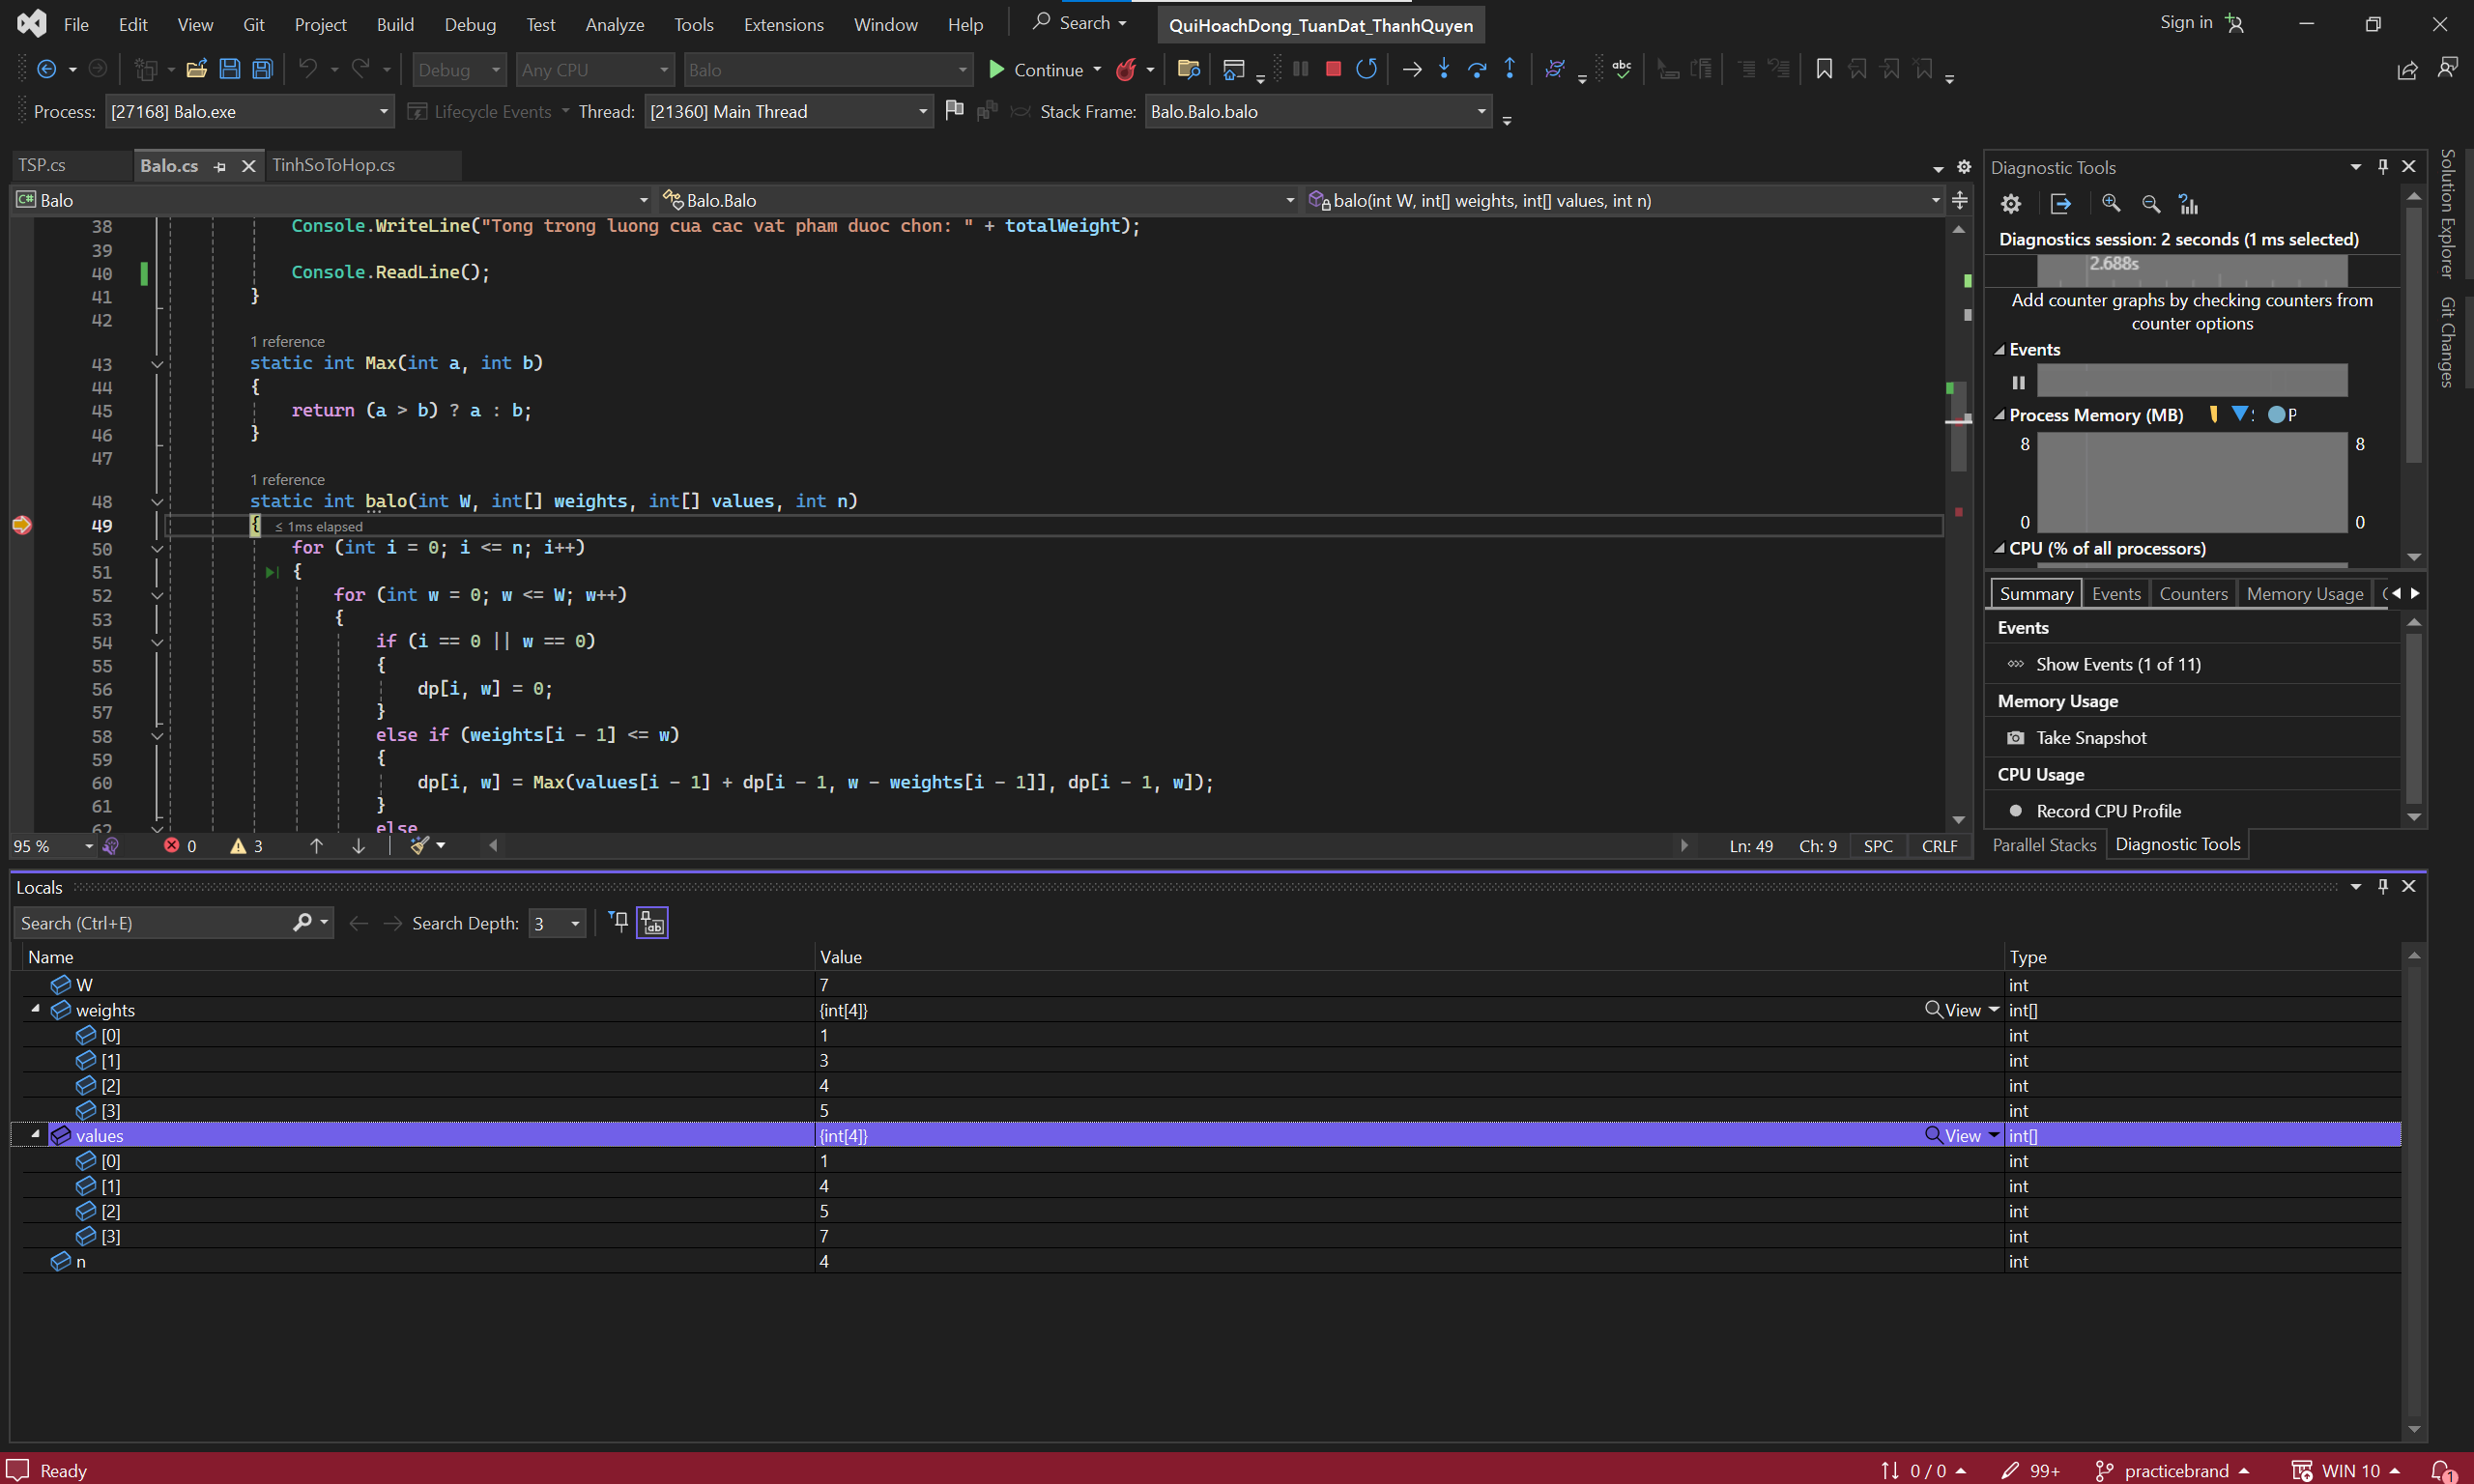 File Edit View Git Project Build Debug Test Analyze Tools Extensions Window Help Search QuiHoachDong_TuanDat_ThanhQuyen Sign in
Debug Any CPU Balo Continue
Process: [27168] Balo.exe Lifecycle Events Thread: [21360] Main Thread Stack Frame: Balo.Balo.balo
TSP.cs Balo.cs TinhSoToHop.cs
C# Balo Balo.Balo balo(int W, int[] weights, int[] values, int n)
38 Console.WriteLine("Tong trong luong cua cac vat pham duoc chon: " + totalWeight);
39
40 Console.ReadLine();
41 }
42
1 reference
43 static int Max(int a, int b)
44 {
45 return (a > b) ? a : b;
46 }
47
1 reference
48 static int balo(int W, int[] weights, int[] values, int n)
49 { ≤ 1ms elapsed
50 for (int i = 0; i <= n; i++)
51 {
52 for (int w = 0; w <= W; w++)
53 {
54 if (i == 0 || w == 0)
55 {
56 dp[i, w] = 0;
57 }
58 else if (weights[i - 1] <= w)
59 {
60 dp[i, w] = Max(values[i - 1] + dp[i - 1, w - weights[i - 1]], dp[i - 1, w]);
61 }
62 else
95 % 0 3 Ln: 49 Ch: 9 SPC CRLF
Diagnostic Tools
Diagnostics session: 2 seconds (1 ms selected)
2.688s
Add counter graphs by checking counters from
counter options
Events
Process Memory (MB) P
8 8
0 0
CPU (% of all processors)
Summary Events Counters Memory Usage
Events
Show Events (1 of 11)
Memory Usage
Take Snapshot
CPU Usage
Record CPU Profile
Parallel Stacks Diagnostic Tools
Solution Explorer
Git Changes
Locals
Search (Ctrl+E) Search Depth: 3
Name Value Type
W 7 int
weights {int[4]} View int[]
[0] 1 int
[1] 3 int
[2] 4 int
[3] 5 int
values {int[4]} View int[]
[0] 1 int
[1] 4 int
[2] 5 int
[3] 7 int
n 4 int
Ready 0 / 0 99+ practicebrand WIN 10 1